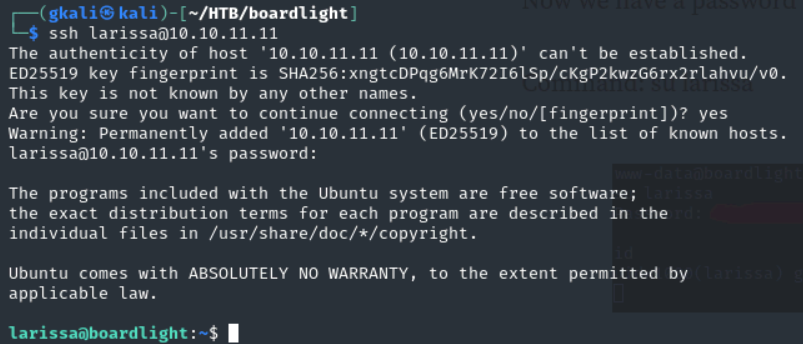 ┌──(gkali㉿kali)-[~/HTB/boardlight]
└─$ ssh larissa@10.10.11.11
The authenticity of host '10.10.11.11 (10.10.11.11)' can't be established.
ED25519 key fingerprint is SHA256:xngtcDPqg6MrK72I6lSp/cKgP2kwzG6rx2rlahvu/v0.
This key is not known by any other names.
Are you sure you want to continue connecting (yes/no/[fingerprint])? yes
Warning: Permanently added '10.10.11.11' (ED25519) to the list of known hosts.
larissa@10.10.11.11's password:
The programs included with the Ubuntu system are free software;
the exact distribution terms for each program are described in the
individual files in /usr/share/doc/*/copyright.
Ubuntu comes with ABSOLUTELY NO WARRANTY, to the extent permitted by
applicable law.
larissa@boardlight:~$
Now we have a password
Command: su larissa
www-data@boardlight
larissa
id
(larissa) g